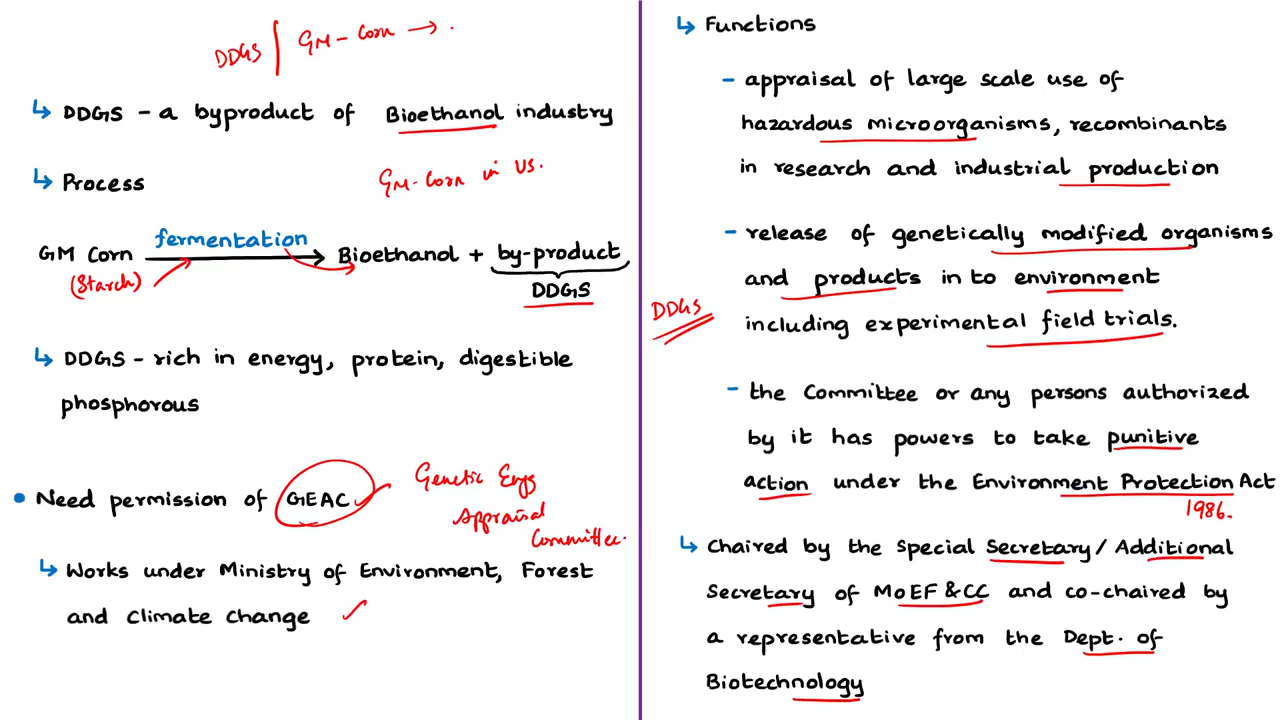 DDGS | GM-Corn →
↳ DDGS - a byproduct of Bioethanol industry
↳ Process
GM-Corn in US.
fermentation
GM Corn → Bioethanol + by-product
(Starch)
DDGS
↳ DDGS - rich in energy, protein, digestible
phosphorous
• Need permission of GEAC
Genetic Engg
Appraisal
Committee.
↳ Works under Ministry of Environment, Forest
and Climate Change ✓
↳ Functions
- appraisal of large scale use of
hazardous microorganisms, recombinants
in research and industrial production
- release of genetically modified organisms
and products in to environment
DDGS
including experimental field trials.
- the Committee or any persons authorized
by it has powers to take punitive
action under the Environment Protection Act
1986.
↳ Chaired by the Special Secretary/Additional
Secretary of MoEF&CC and co-chaired by
a representative from the Dept. of
Biotechnology